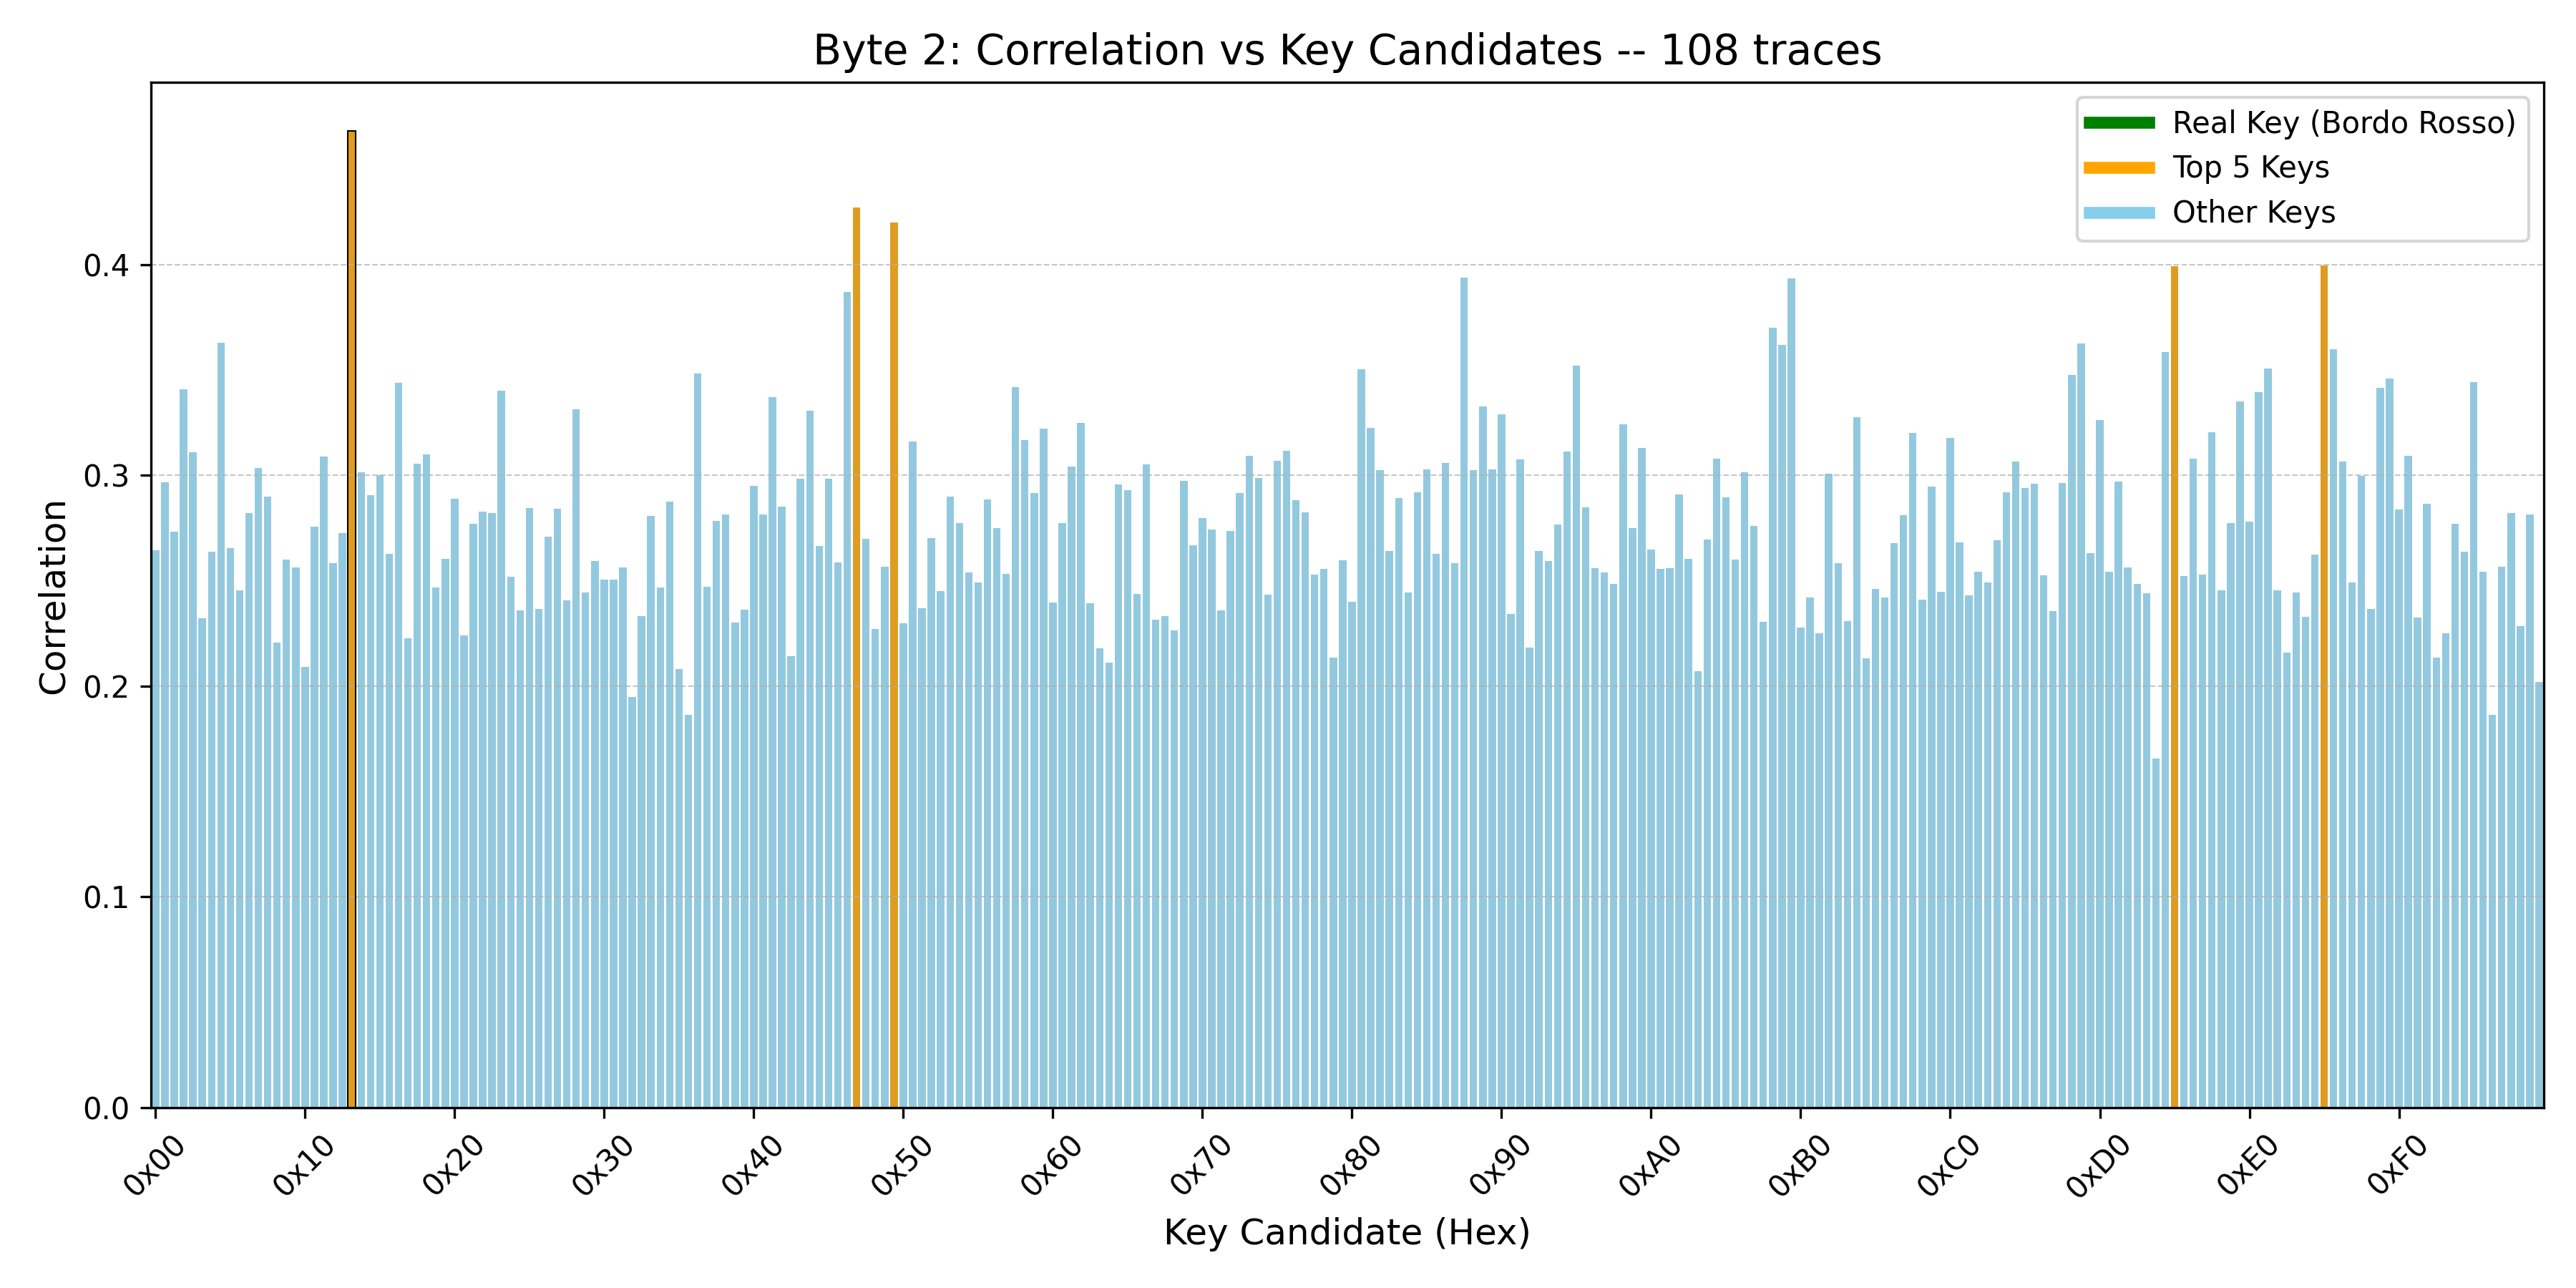 Byte 2: Correlation vs Key Candidates -- 108 traces
Real Key (Bordo Rosso)
Top 5 Keys
Other Keys
Correlation
0.4
0.3
0.2
0.1
0.0
0x00 0x10 0x20 0x30 0x40 0x50 0x60 0x70 0x80 0x90 0xA0 0xB0 0xC0 0xD0 0xE0 0xF0
Key Candidate (Hex)